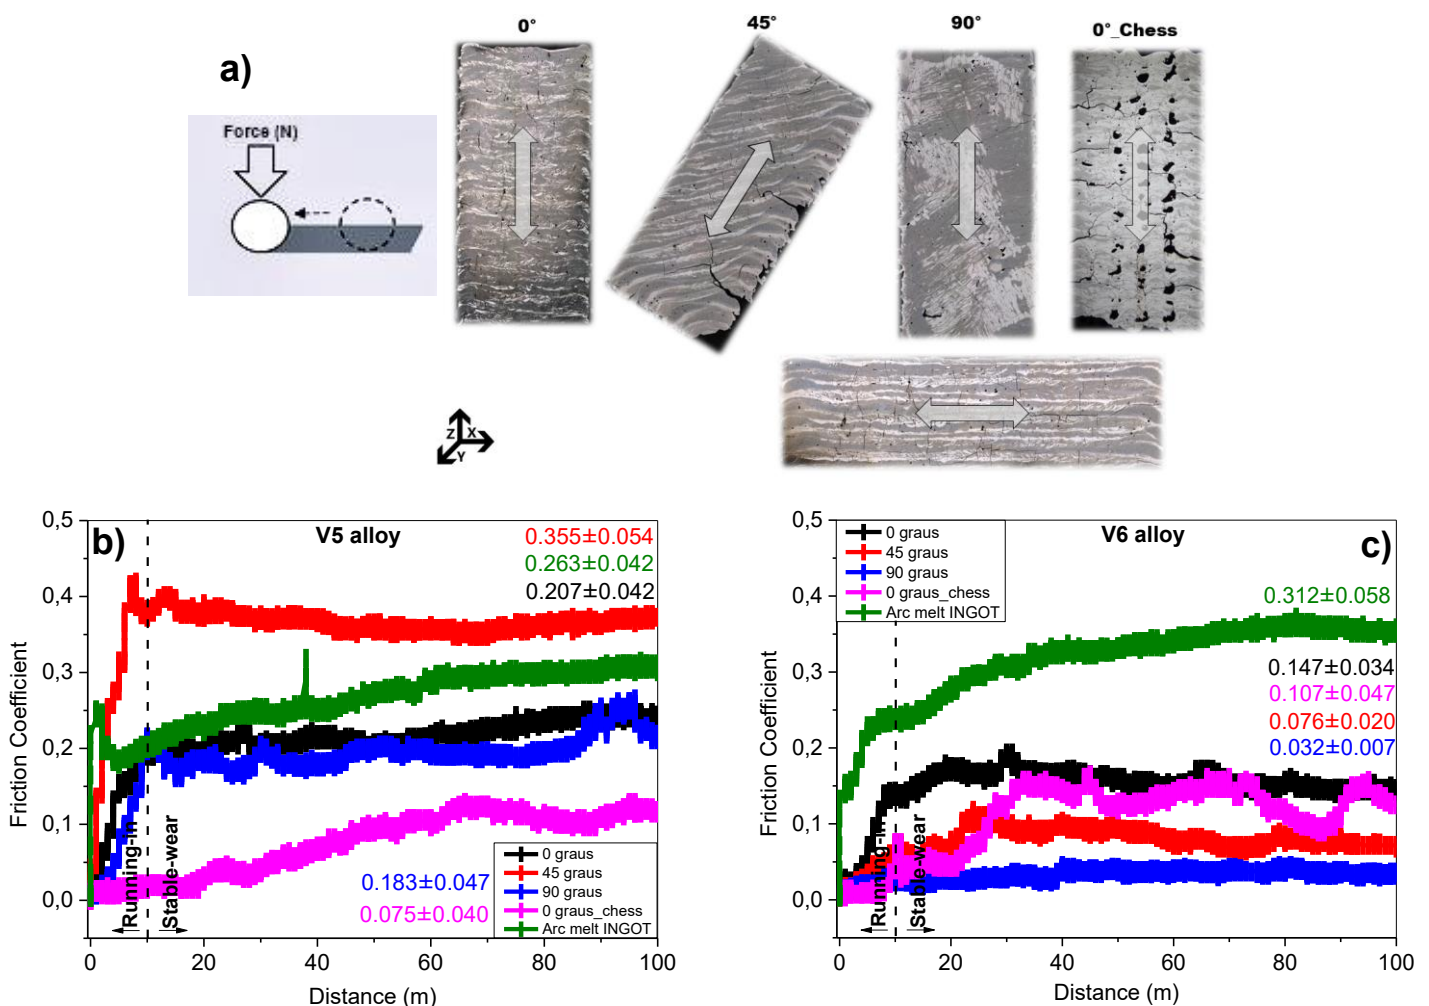 a)
0°
45°
90°
0°_Chess
Force (N)
Z
X
Y
b)
V5 alloy
0.355±0.054
0.263±0.042
0.207±0.042
0,5
0,4
0,3
0,2
0,1
0,0
Friction Coefficient
Running-in
Stable-wear
0.183±0.047
0.075±0.040
0 graus
45 graus
90 graus
0 graus_chess
Arc melt INGOT
0
20
40
60
80
100
Distance (m)
c)
V6 alloy
0 graus
45 graus
90 graus
0 graus_chess
Arc melt INGOT
0.312±0.058
0.147±0.034
0.107±0.047
0.076±0.020
0.032±0.007
0,5
0,4
0,3
0,2
0,1
0,0
Friction Coefficient
Running-in
Stable-wear
0
20
40
60
80
100
Distance (m)